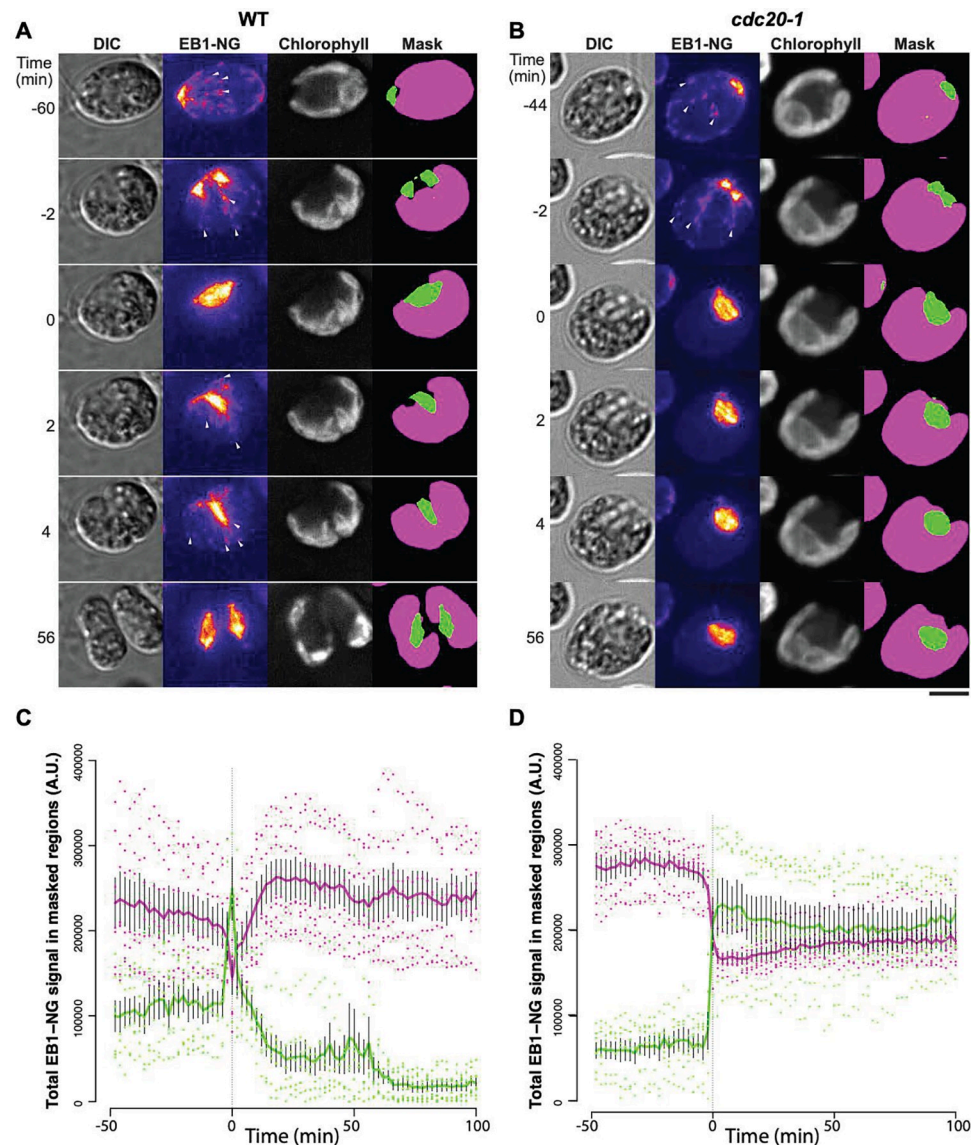 WT
A
DIC EB1-NG Chlorophyll Mask
Time
(min)
-60
-2
0
2
4
56
cdc20-1
B
DIC EB1-NG Chlorophyll Mask
Time
(min)
-44
-2
0
2
4
56
C
Total EB1–NG signal in masked regions (A.U.)
400000
300000
200000
100000
0
-50 0 50 100
Time (min)
D
Total EB1–NG signal in masked regions (A.U.)
400000
300000
200000
100000
0
-50 0 50 100
Time (min)